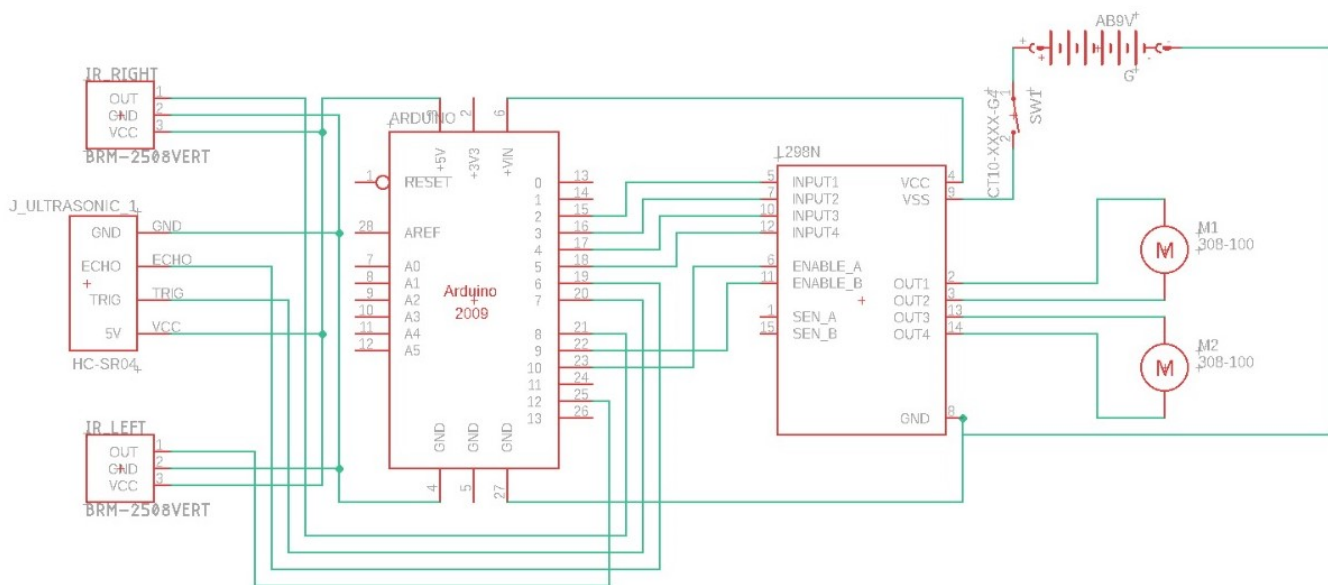 AB9V
G
SW1
CT10-XXXX-G4
1
2
IR_RIGHT
OUT 1
GND 2
VCC 3
BRM-2508VERT
J_ULTRASONIC_1
GND GND
ECHO ECHO
TRIG TRIG
5V VCC
HC-SR04
IR_LEFT
OUT 1
GND 2
VCC 3
BRM-2508VERT
ARDUINO
2 6
+5V +3V3 +VIN
1 RESET
28 AREF
7 A0
8 A1
9 A2
10 A3
11 A4
12 A5
Arduino
2009
0 13
1 14
2 15
3 16
4 17
5 18
6 19
7 20
8 21
9 22
10 23
11 24
12 25
13 26
GND GND GND
4 5 27
L298N
5 INPUT1
7 INPUT2
10 INPUT3
12 INPUT4
6 ENABLE_A
11 ENABLE_B
1 SEN_A
15 SEN_B
VCC 4
VSS 9
OUT1 2
OUT2 3
OUT3 13
OUT4 14
GND 8
M
M1
308-100
M
M2
308-100